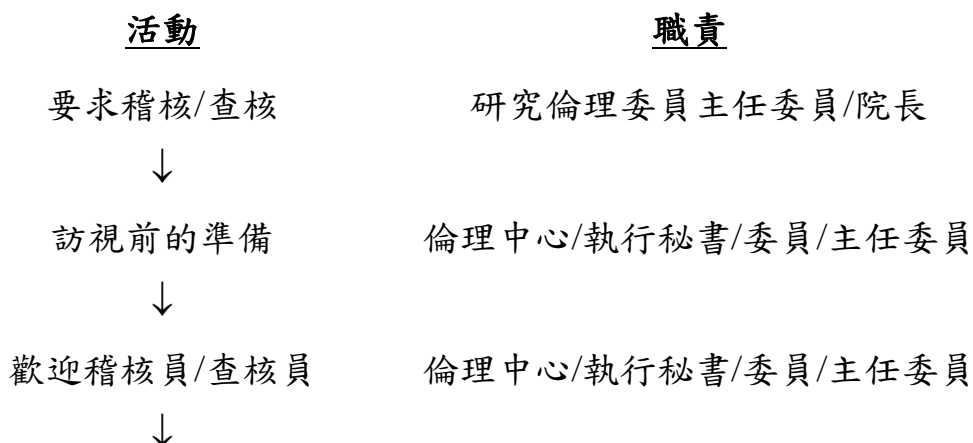 活動 職責
要求稽核/查核 研究倫理委員主任委員/院長
↓
訪視前的準備 倫理中心/執行秘書/委員/主任委員
↓
歡迎稽核員/查核員 倫理中心/執行秘書/委員/主任委員
↓